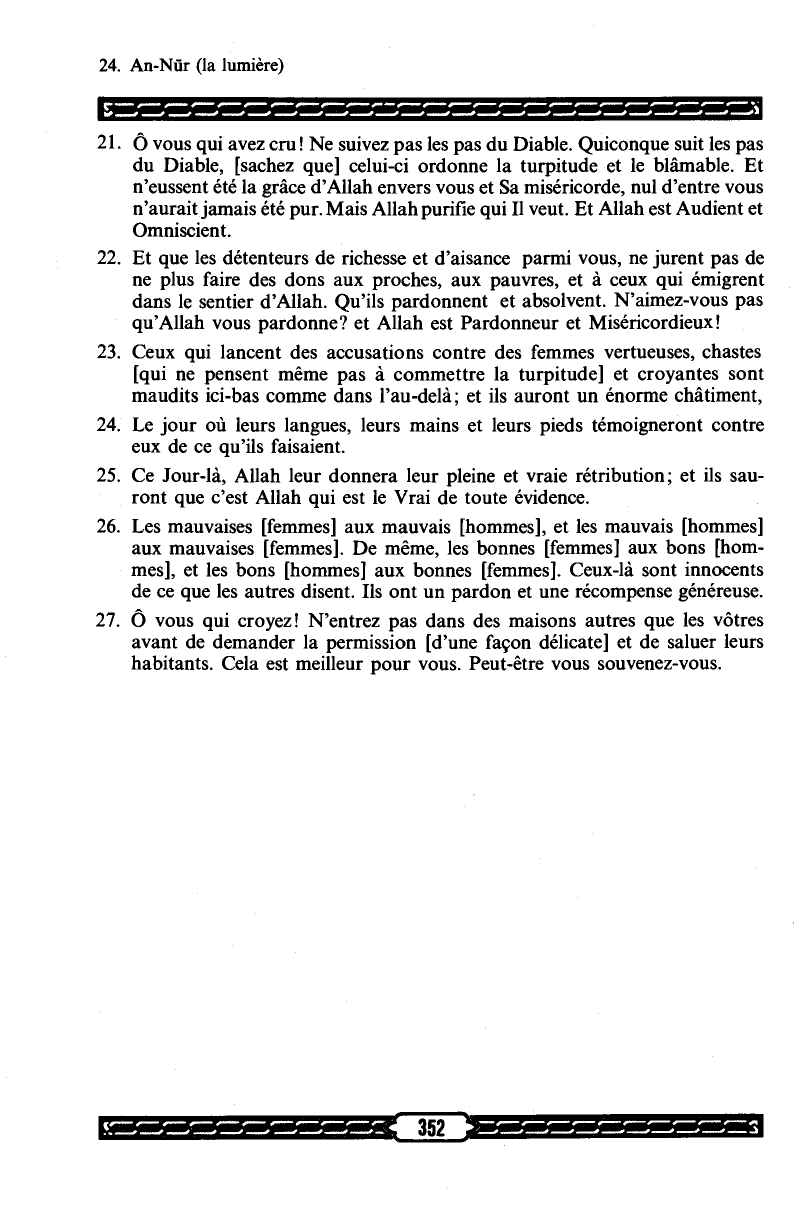 24. An-Nūr (la lumière)
21. Ô vous qui avez cru! Ne suivez pas les pas du Diable. Quiconque suit les pas
du Diable, [sachez que] celui-ci ordonne la turpitude et le blâmable. Et
n'eussent été la grâce d'Allah envers vous et Sa miséricorde, nul d'entre vous
n'aurait jamais été pur. Mais Allah purifie qui Il veut. Et Allah est Audient et
Omniscient.
22. Et que les détenteurs de richesse et d'aisance parmi vous, ne jurent pas de
ne plus faire des dons aux proches, aux pauvres, et à ceux qui émigrent
dans le sentier d'Allah. Qu'ils pardonnent et absolvent. N'aimez-vous pas
qu'Allah vous pardonne? et Allah est Pardonneur et Miséricordieux!
23. Ceux qui lancent des accusations contre des femmes vertueuses, chastes
[qui ne pensent même pas à commettre la turpitude] et croyantes sont
maudits ici-bas comme dans l'au-delà; et ils auront un énorme châtiment,
24. Le jour où leurs langues, leurs mains et leurs pieds témoigneront contre
eux de ce qu'ils faisaient.
25. Ce Jour-là, Allah leur donnera leur pleine et vraie rétribution; et ils sau-
ront que c'est Allah qui est le Vrai de toute évidence.
26. Les mauvaises [femmes] aux mauvais [hommes], et les mauvais [hommes]
aux mauvaises [femmes]. De même, les bonnes [femmes] aux bons [hom-
mes], et les bons [hommes] aux bonnes [femmes]. Ceux-là sont innocents
de ce que les autres disent. Ils ont un pardon et une récompense généreuse.
27. Ô vous qui croyez! N'entrez pas dans des maisons autres que les vôtres
avant de demander la permission [d'une façon délicate] et de saluer leurs
habitants. Cela est meilleur pour vous. Peut-être vous souvenez-vous.
352